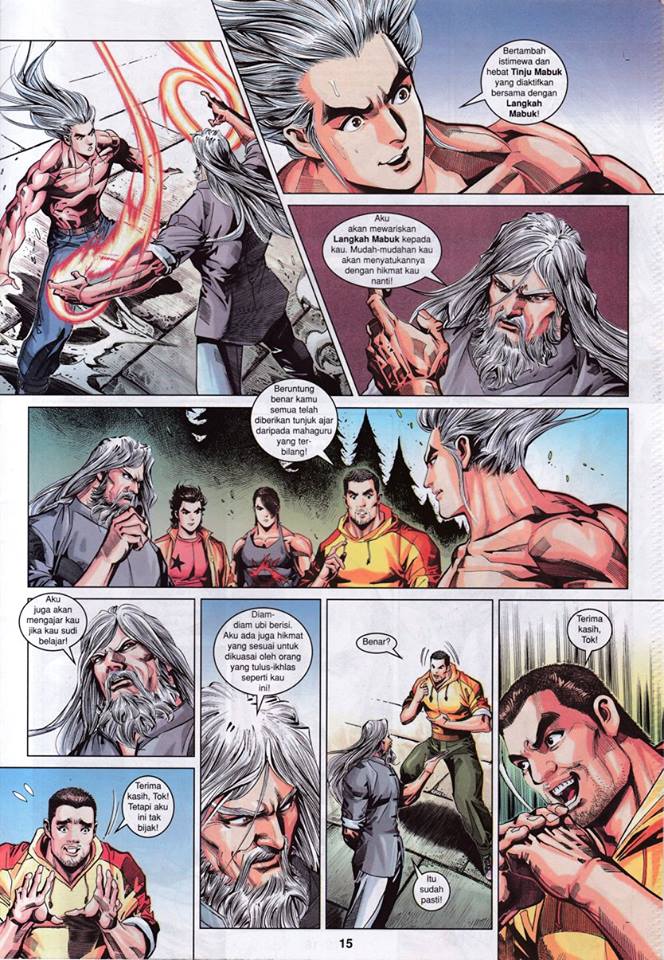 Bertambah
istimewa dan
hebat Tinju Mabuk
yang diaktifkan
bersama dengan
Langkah
Mabuk!
Aku
akan mewariskan
Langkah Mabuk kepada
kau. Mudah-mudahan kau
akan menyatukannya
dengan hikmat kau
nanti!
Beruntung
benar kamu
semua telah
diberikan tunjuk ajar
daripada mahaguru
yang ter-
bilang!
Aku
juga akan
mengajar kau
jika kau sudi
belajar!
Terima
kasih, Tok!
Tetapi aku
ini tak
bijak!
Diam-
diam ubi berisi.
Aku ada juga hikmat
yang sesuai untuk
dikuasai oleh orang
yang tulus-ikhlas
seperti kau
ini!
Benar?
Itu
sudah
pasti!
Terima
kasih,
Tok!
15